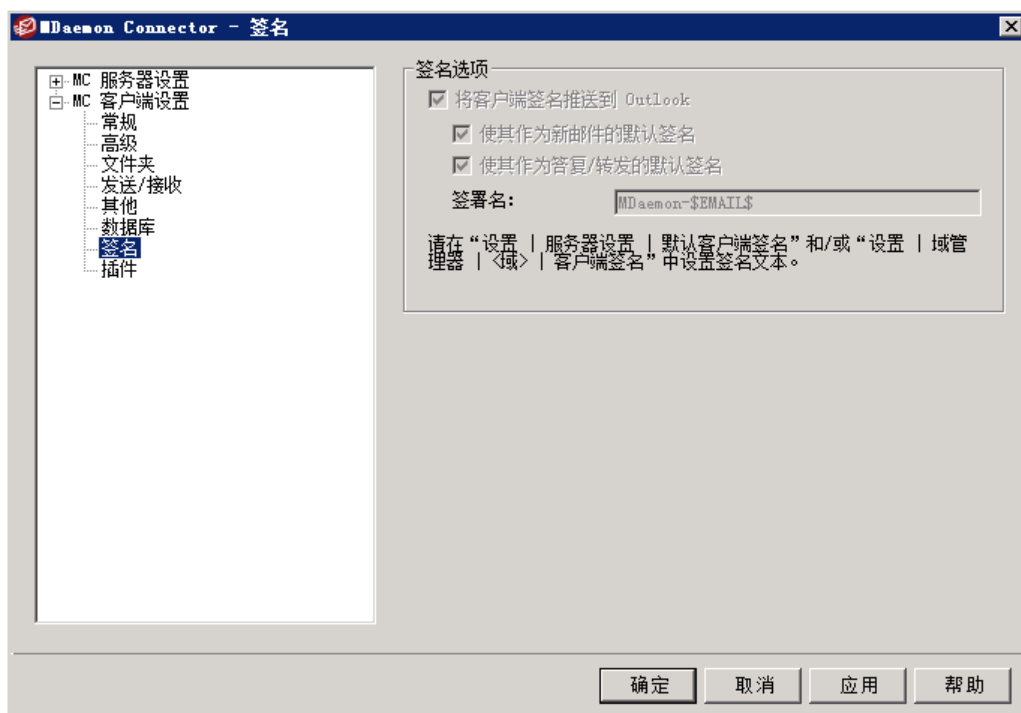 MDaemon Connector - 签名
MC 服务器设置
MC 客户端设置
常规
高级
文件夹
发送/接收
其他
数据库
签名
插件
签名选项
将客户端签名推送到 Outlook
使其作为新邮件的默认签名
使其作为答复/转发的默认签名
签署名：
MDaemon-$EMAIL$
请在“设置 | 服务器设置 | 默认客户端签名”和/或“设置 | 域管
理器 | <域> | 客户端签名”中设置签名文本。
确定
取消
应用
帮助